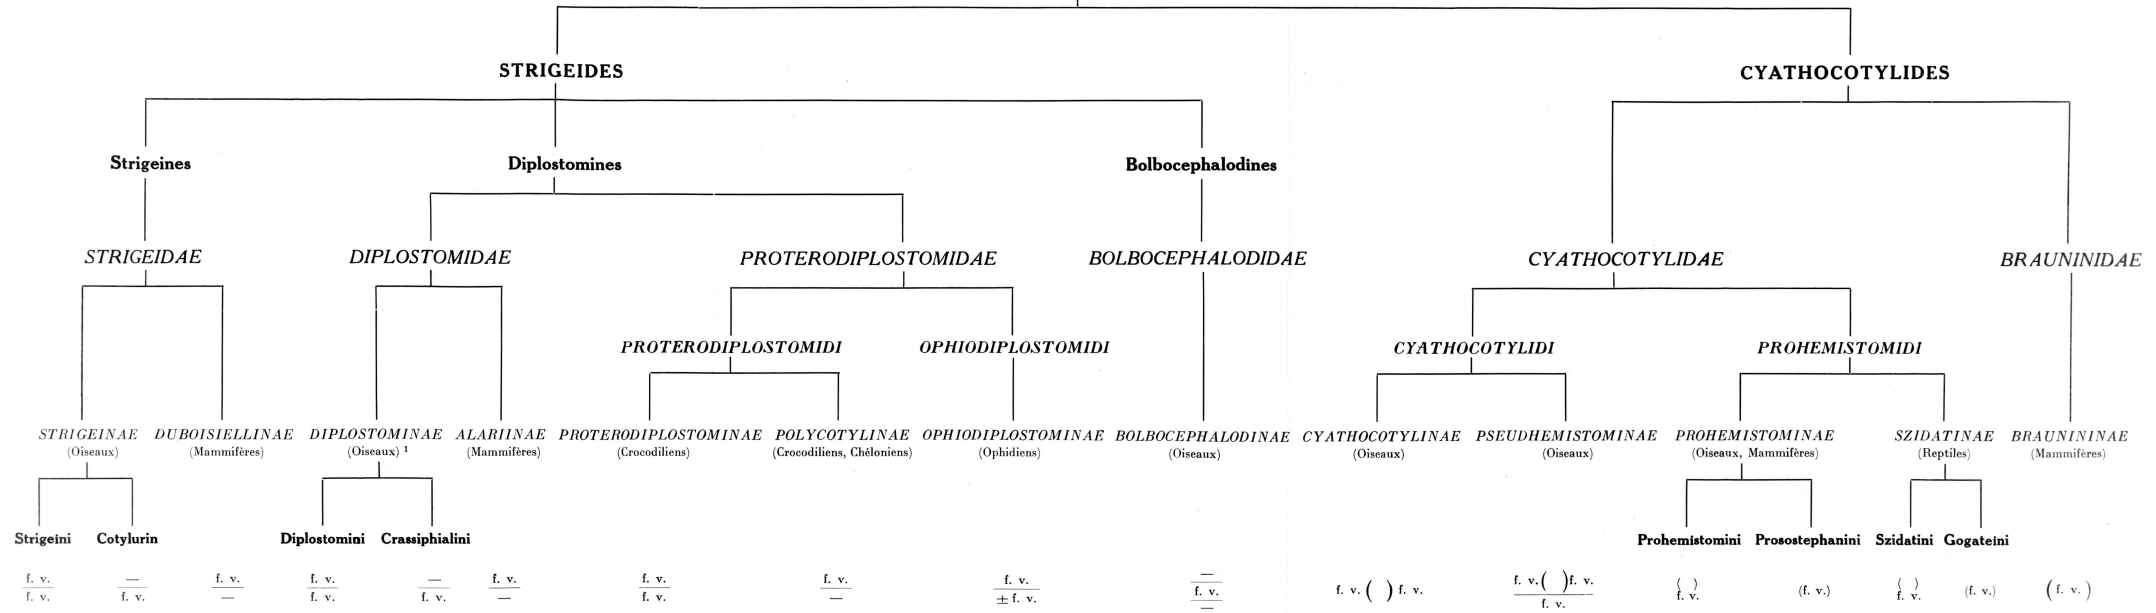 STRIGEIDES CYATHOCOTYLIDES
Strigeines Diplostomines Bolbocephalodines
STRIGEIDAE DIPLOSTOMIDAE PROTERODIPLOSTOMIDAE BOLBOCEPHALODIDAE CYATHOCOTYLIDAE BRAUNINIDAE
PROTERODIPLOSTOMIDI OPHIODIPLOSTOMIDI CYATHOCOTYLIDI PROHEMISTOMIDI
STRIGEINAE DUBOISIELLINAE DIPLOSTOMINAE ALARIINAE PROTERODIPLOSTOMINAE POLYCOTYLINAE OPHIODIPLOSTOMINAE BOLBOCEPHALODINAE CYATHOCOTYLINAE PSEUDHEMISTOMINAE PROHEMISTOMINAE SZIDATINAE BRAUNININAE
(Oiseaux) (Mammifères) (Oiseaux) 1 (Mammifères) (Crocodiliens) (Crocodiliens, Chéloniens) (Ophidiens) (Oiseaux) (Oiseaux) (Oiseaux) (Oiseaux, Mammifères) (Reptiles) (Mammifères)
Strigeini Cotylurin Diplostomini Crassiphialini Prohemistomini Prosostephanini Szidatini Gogateini
f. v. — f. v. f. v. — f. v. f. v. f. v. f. v. — f. v. ( ) f. v. f. v. ( ) f. v. ( ) (f. v.) ( ) (f. v.) (f. v.)
f. v. f. v. — f. v. f. v. — f. v. — ± f. v. f. v. f. v. f. v. f. v.
—